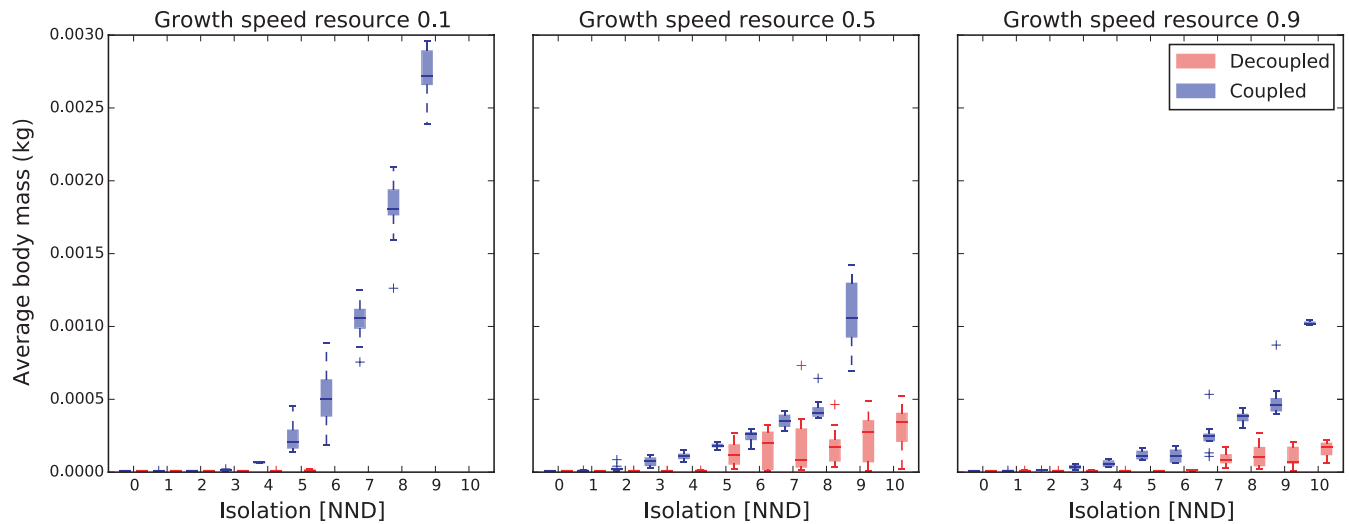 Growth speed resource 0.1 Growth speed resource 0.5 Growth speed resource 0.9
Average body mass (kg)
0.0030
0.0025
0.0020
0.0015
0.0010
0.0005
0.0000
Decoupled
Coupled
0 1 2 3 4 5 6 7 8 9 10 0 1 2 3 4 5 6 7 8 9 10 0 1 2 3 4 5 6 7 8 9 10
Isolation [NND] Isolation [NND] Isolation [NND]